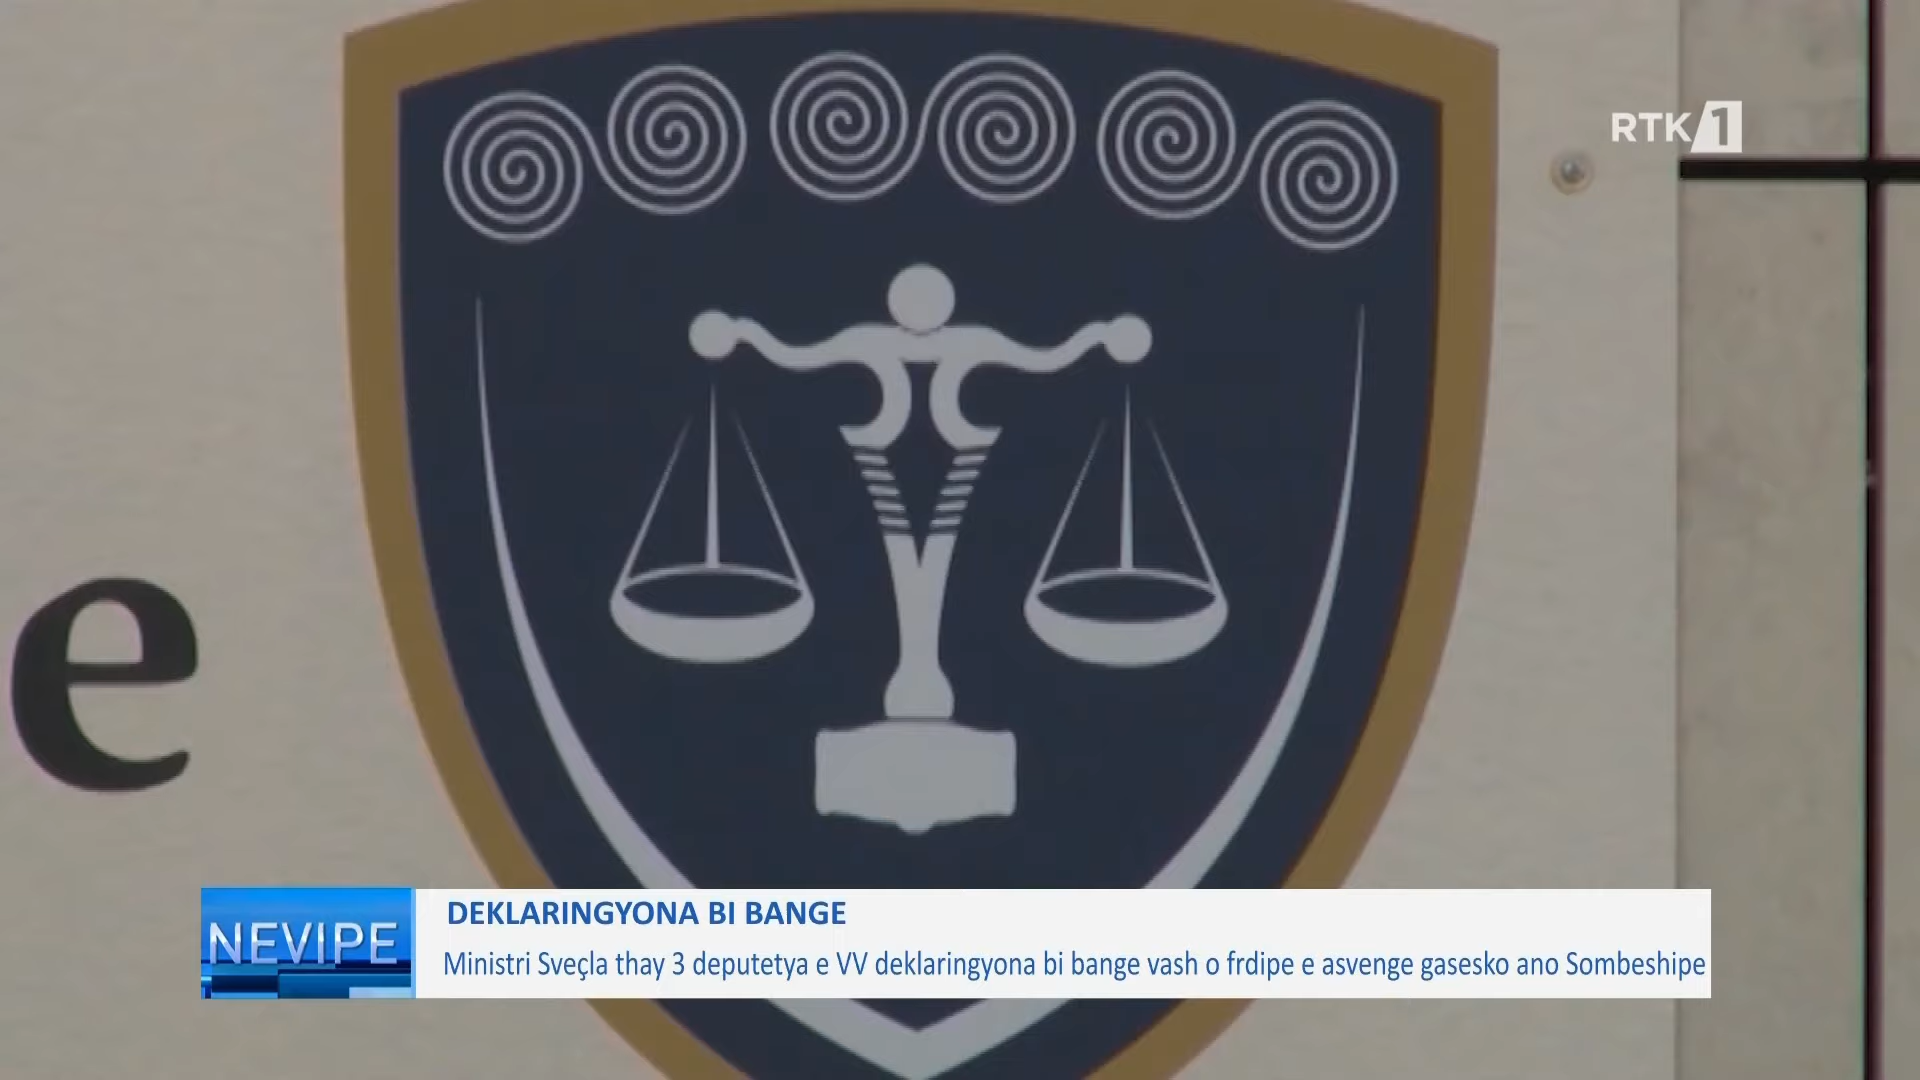 RTK1
e
NEVIPE
DEKLARINGYONA BI BANGE
Ministri Sveçla thay 3 deputetya e VV deklaringyona bi bange vash o frdipe e asvenge gasesko ano Sombeshipe